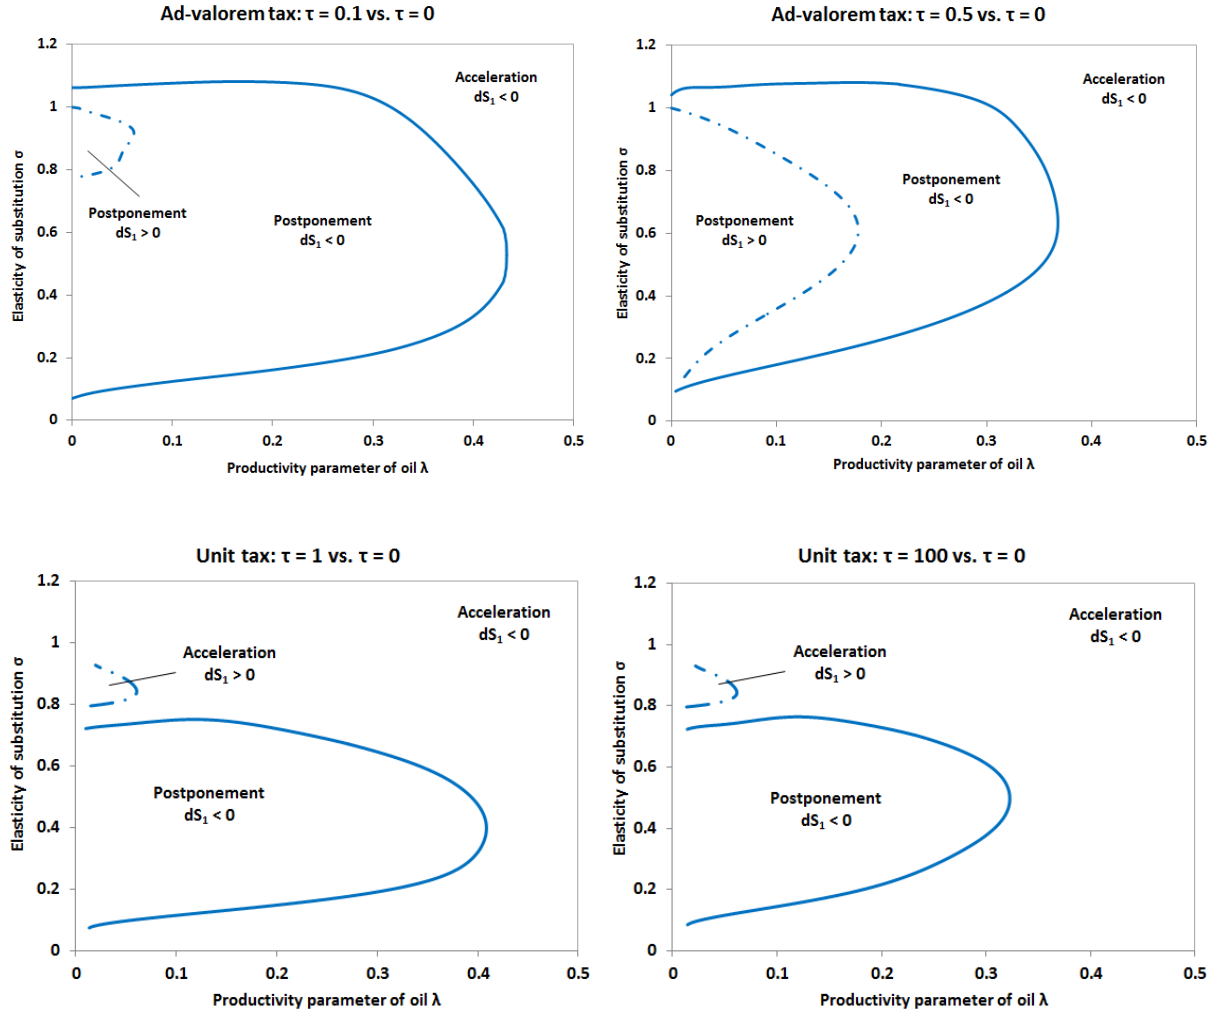 Ad-valorem tax: τ = 0.1 vs. τ = 0
Elasticity of substitution σ
1.2
1
0.8
0.6
0.4
0.2
0
Acceleration
dS₁ < 0
Postponement
dS₁ > 0
Postponement
dS₁ < 0
0 0.1 0.2 0.3 0.4 0.5
Productivity parameter of oil λ
Ad-valorem tax: τ = 0.5 vs. τ = 0
Elasticity of substitution σ
1.2
1
0.8
0.6
0.4
0.2
0
Acceleration
dS₁ < 0
Postponement
dS₁ < 0
Postponement
dS₁ > 0
0 0.1 0.2 0.3 0.4 0.5
Productivity parameter of oil λ
Unit tax: τ = 1 vs. τ = 0
Elasticity of substitution σ
1.2
1
0.8
0.6
0.4
0.2
0
Acceleration
dS₁ < 0
Acceleration
dS₁ > 0
Postponement
dS₁ < 0
0 0.1 0.2 0.3 0.4 0.5
Productivity parameter of oil λ
Unit tax: τ = 100 vs. τ = 0
Elasticity of substitution σ
1.2
1
0.8
0.6
0.4
0.2
0
Acceleration
dS₁ < 0
Acceleration
dS₁ > 0
Postponement
dS₁ < 0
0 0.1 0.2 0.3 0.4 0.5
Productivity parameter of oil λ